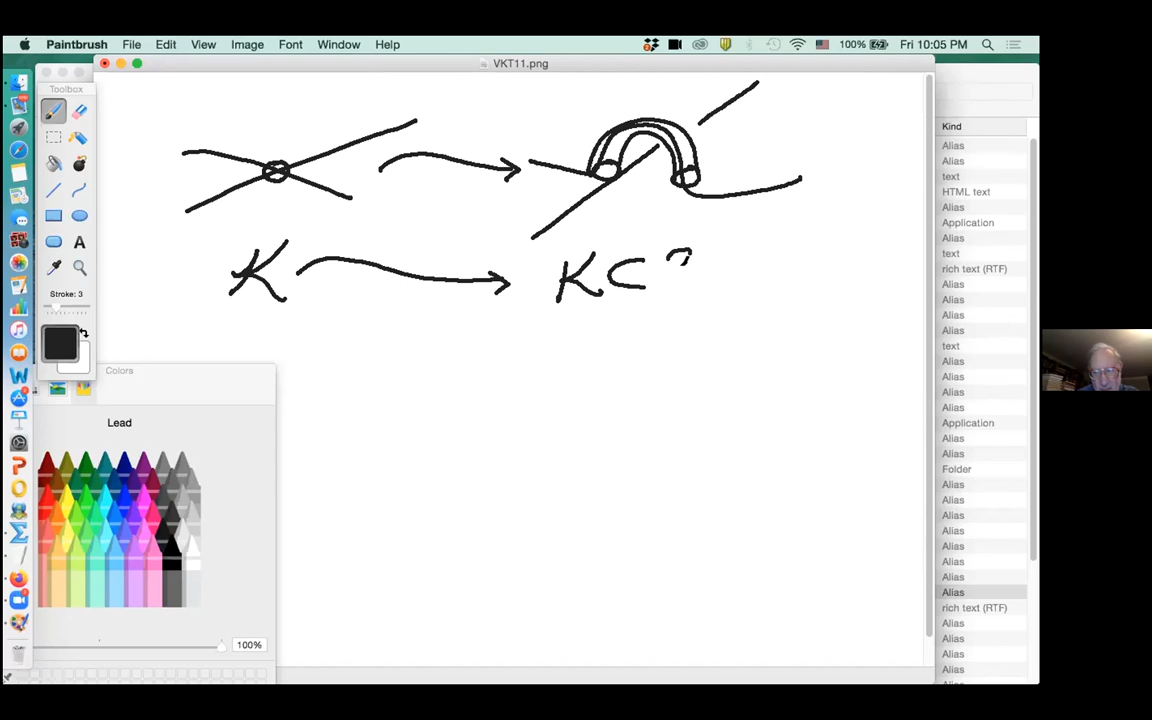 Paintbrush File Edit View Image Font Window Help 100% Fri 10:05 PM
VKT11.png
Toolbox
A
Stroke: 3
Colors
Lead
100%
K
K C
Kind
Alias
Alias
text
HTML text
Alias
Application
Alias
text
rich text (RTF)
Alias
Alias
Alias
Alias
text
Alias
Alias
Alias
Alias
Application
Alias
Alias
Folder
Alias
Alias
Alias
Alias
Alias
Alias
Alias
Alias
rich text (RTF)
Alias
Alias
Alias
Alias
Alias